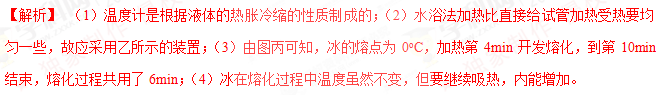 【解析】 （1）温度计是根据液体的热胀冷缩的性质制成的；（2）水浴法加热比直接给试管加热受热要均
匀一些，故应采用乙所示的装置；（3）由图丙可知，冰的熔点为 0℃，加热第 4min 开发熔化，到第 10min
结束，熔化过程共用了 6min；（4）冰在熔化过程中温度虽然不变，但要继续吸热，内能增加。